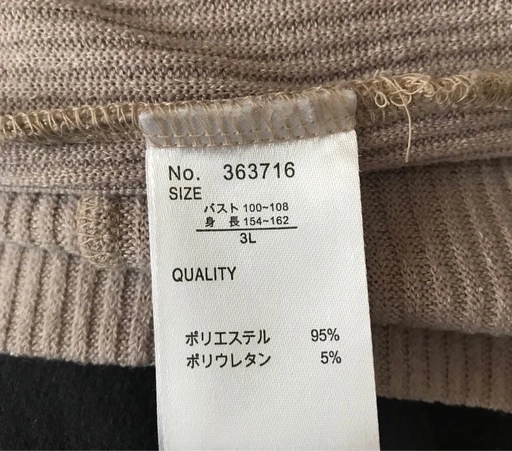 No. 363716
SIZE
バスト 100~108
身　長 154~162
3L
QUALITY
ポリエステル 95%
ポリウレタン 5%